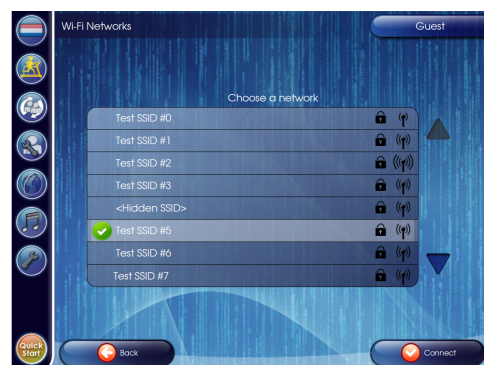 Wi-Fi Networks
Guest
Choose a network
Test SSID #0
Test SSID #1
Test SSID #2
Test SSID #3
<Hidden SSID>
Test SSID #5
Test SSID #6
Test SSID #7
Quick
Start
Back
Connect